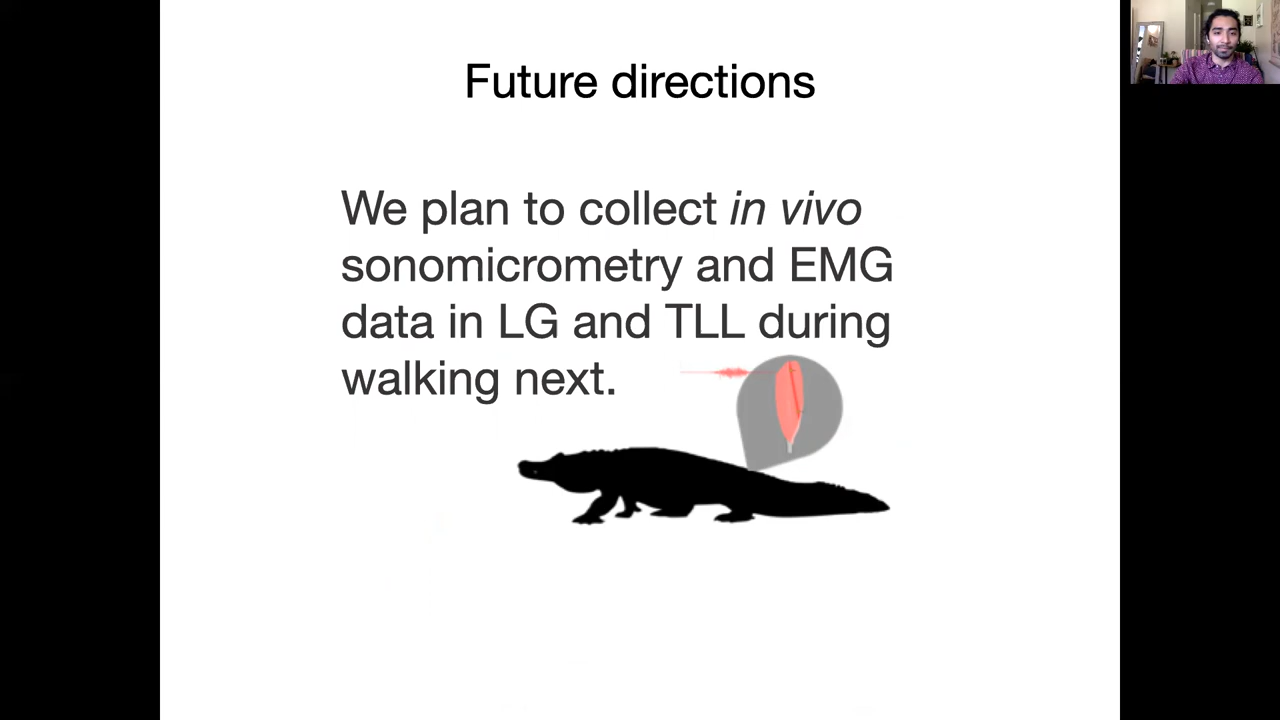 Future directions
We plan to collect in vivo
sonomicrometry and EMG
data in LG and TLL during
walking next.